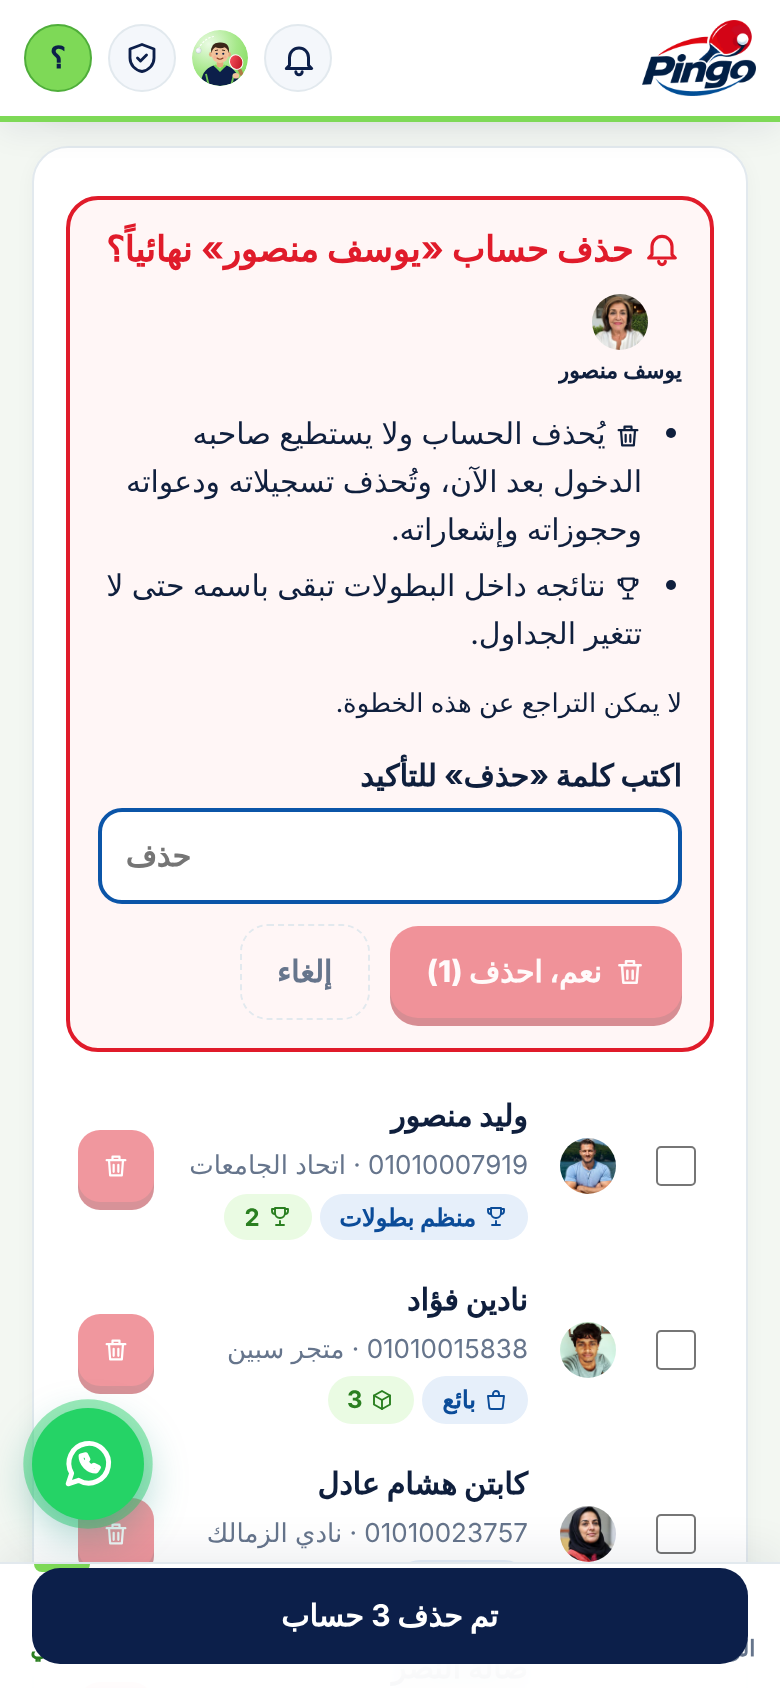 ؟
Pingo
حذف حساب «يوسف منصور» نهائياً؟
يوسف منصور
• يُحذف الحساب ولا يستطيع صاحبه
الدخول بعد الآن، وتُحذف تسجيلاته ودعواته
وحجوزاته وإشعاراته.
• نتائجه داخل البطولات تبقى باسمه حتى لا
تتغير الجداول.
لا يمكن التراجع عن هذه الخطوة.
اكتب كلمة «حذف» للتأكيد
حذف
نعم، احذف (1)
إلغاء
وليد منصور
01010007919 · اتحاد الجامعات
منظم بطولات
2
نادين فؤاد
01010015838 · متجر سبين
بائع
3
كابتن هشام عادل
01010023757 · نادي الزمالك
تم حذف 3 حساب
صالة النصر